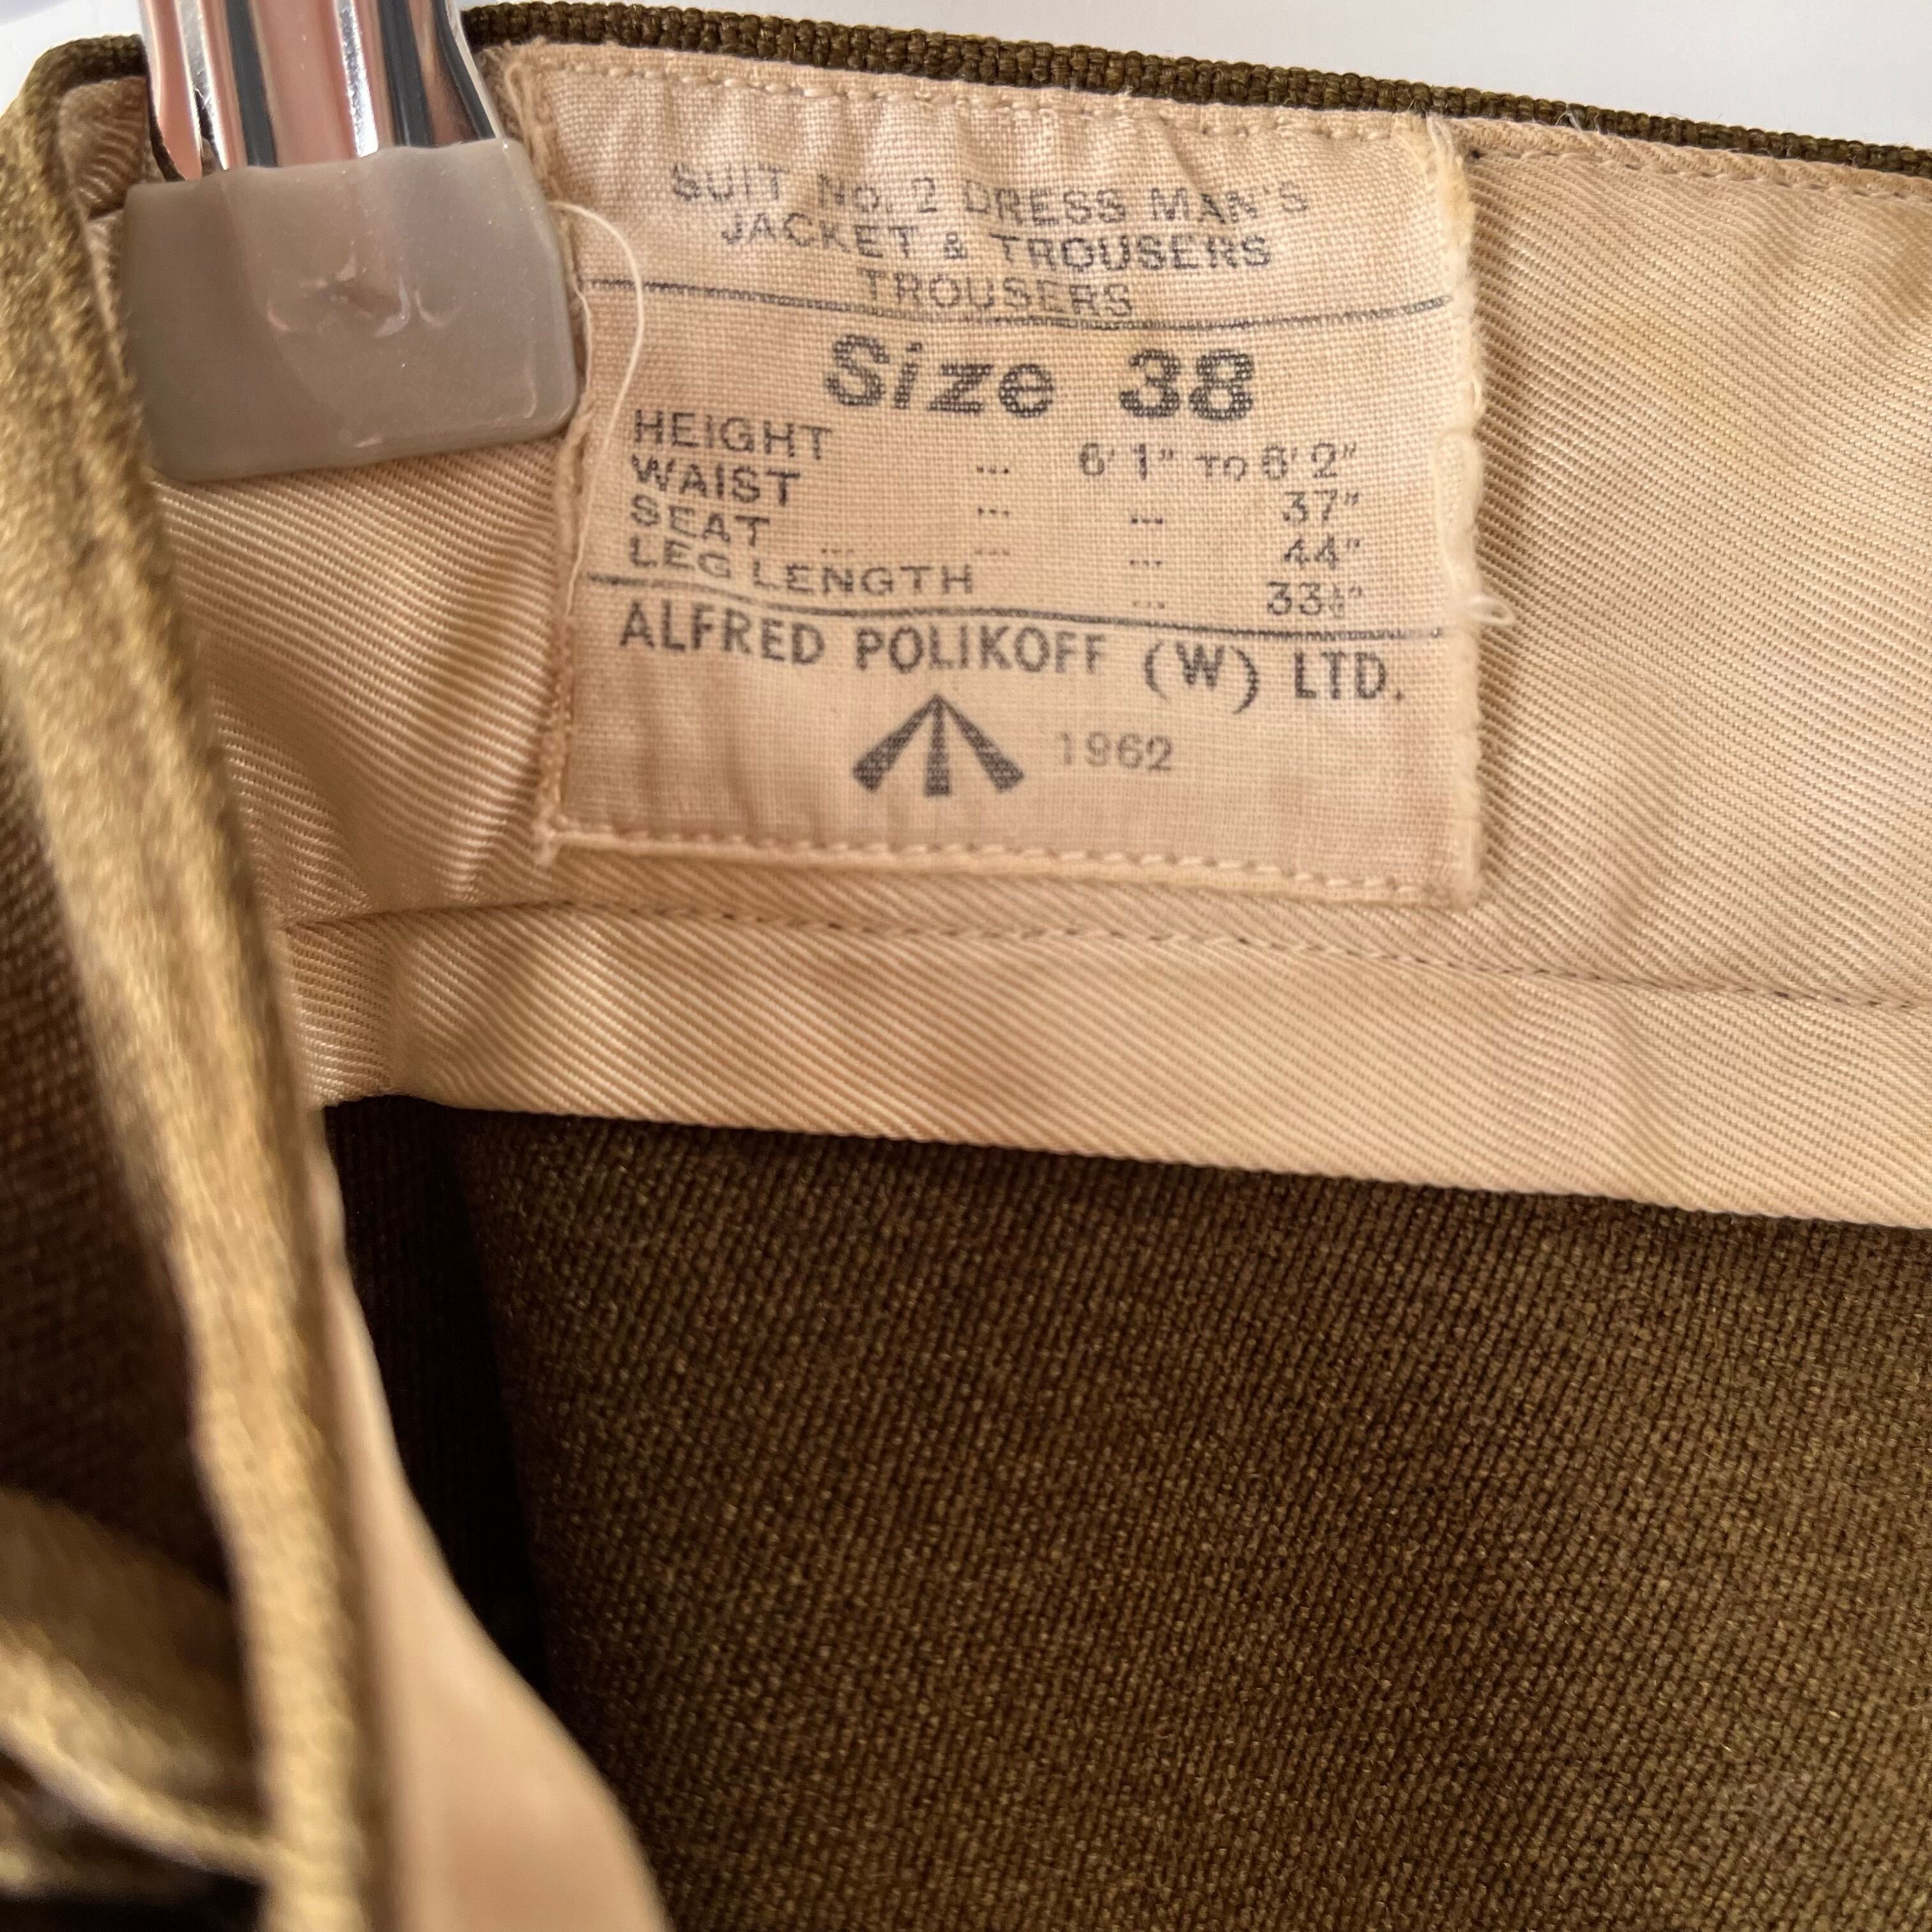 SUIT NO. 2 DRESS MAN'S
JACKET & TROUSERS
TROUSERS
Size 38
HEIGHT ... 6' 1" TO 6' 2"
WAIST ... ... 37"
SEAT ... ... ... 44"
LEG LENGTH ... 33½"
ALFRED POLIKOFF (W) LTD.
1962